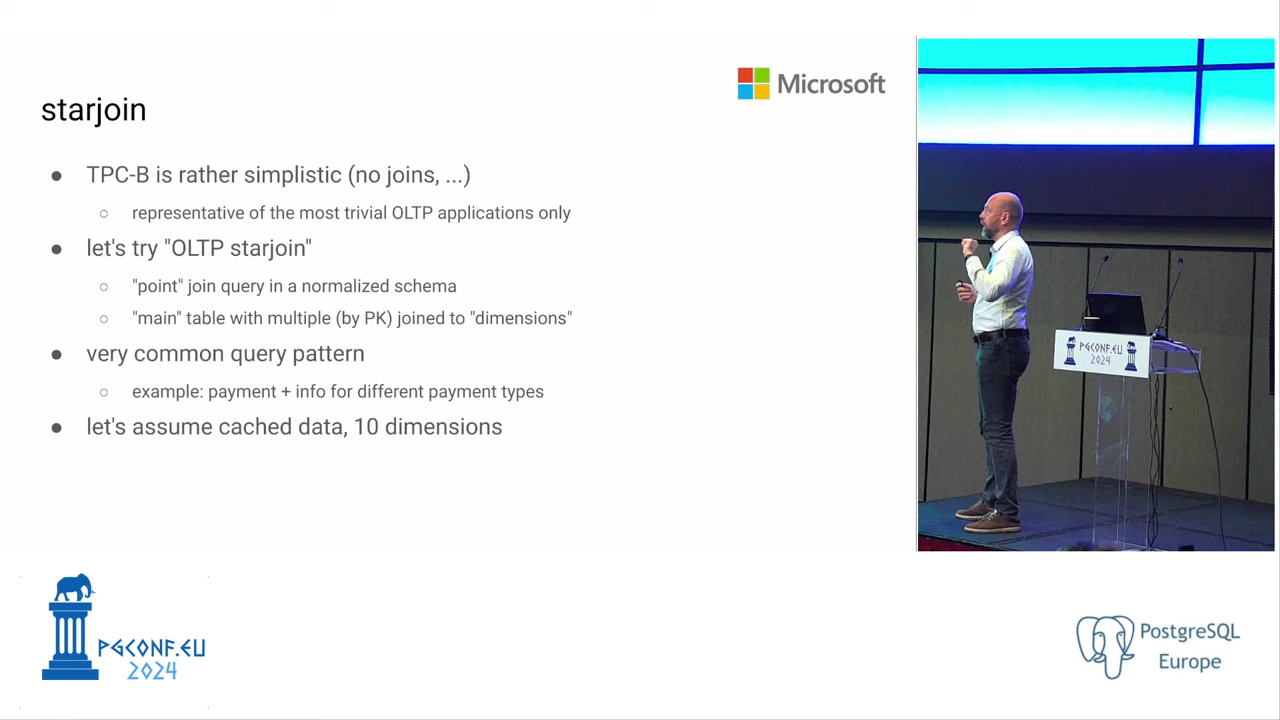 Microsoft
starjoin
● TPC-B is rather simplistic (no joins, ...)
○ representative of the most trivial OLTP applications only
● let's try "OLTP starjoin"
○ "point" join query in a normalized schema
○ "main" table with multiple (by PK) joined to "dimensions"
● very common query pattern
○ example: payment + info for different payment types
● let's assume cached data, 10 dimensions
PGCONF.EU
2024
PGCONF.EU
2024
PostgreSQL
Europe